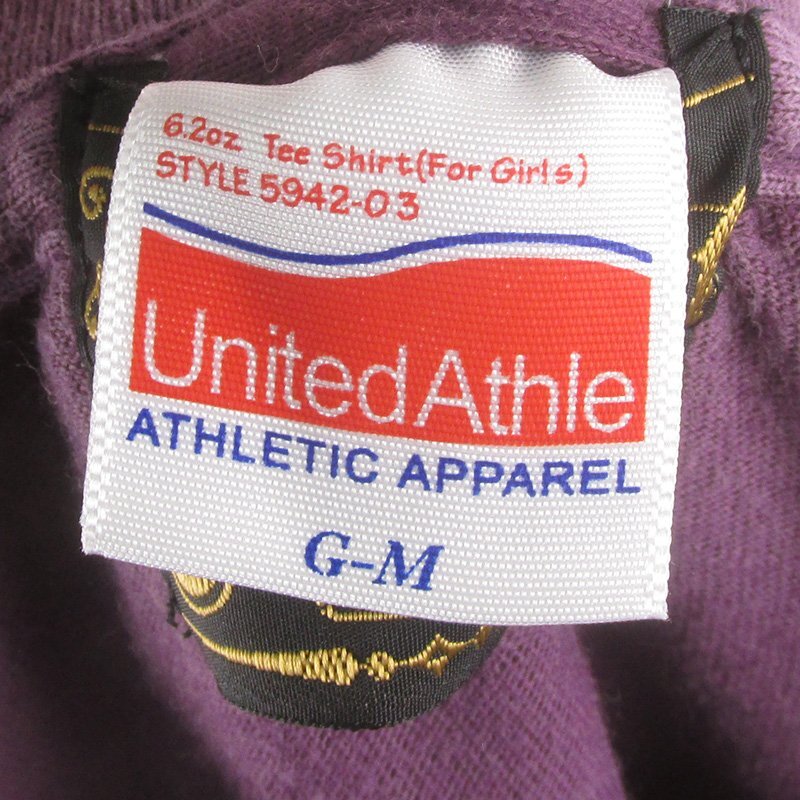 6.2oz. Tee Shirt(For Girls)
STYLE 5942-03
UnitedAthle
ATHLETIC APPAREL
G-M